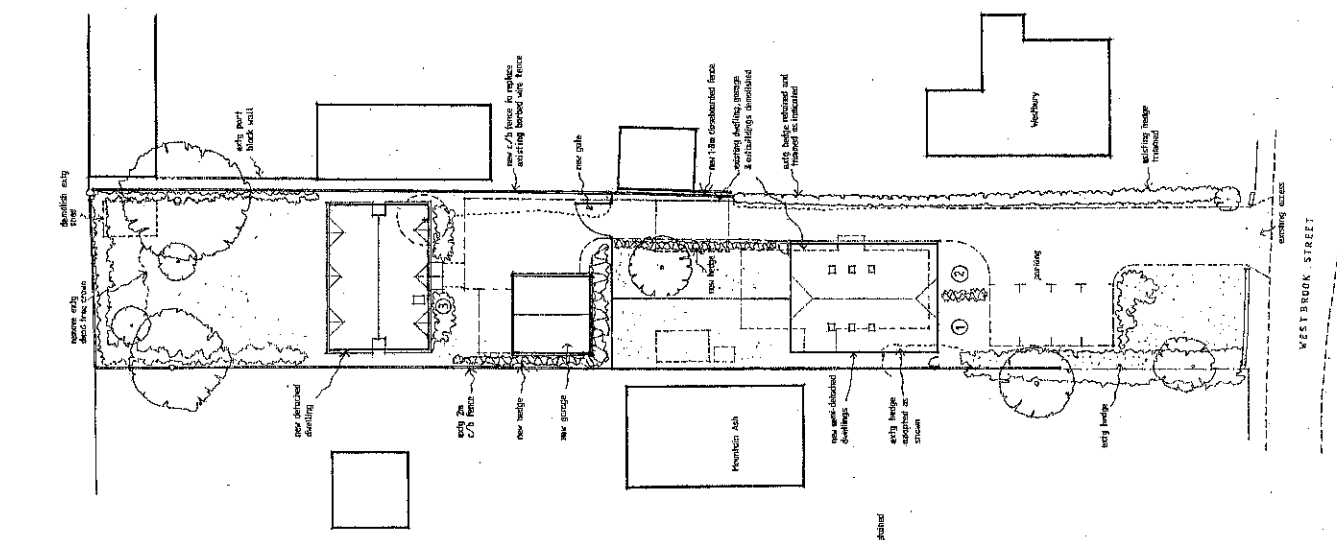 demolish extg
shed
remove extg
dead tree crown
extg part
block wall
new detached
dwelling
3
extg 2m
c/b fence
new hedge
new garage
new c/b fence to replace
existing barbed wire fence
new gate
new 1·8m closeboarded fence
existing dwelling, garage
& outbuildings demolished
extg hedge retained and
trimmed as indicated
new hedge
Mountain Ash
new semi-detached
dwellings
extg hedge
adapted as
shown
1
2
parking
extg hedge
Westbury
existing hedge
trimmed
existing access
WESTBROOK STREET